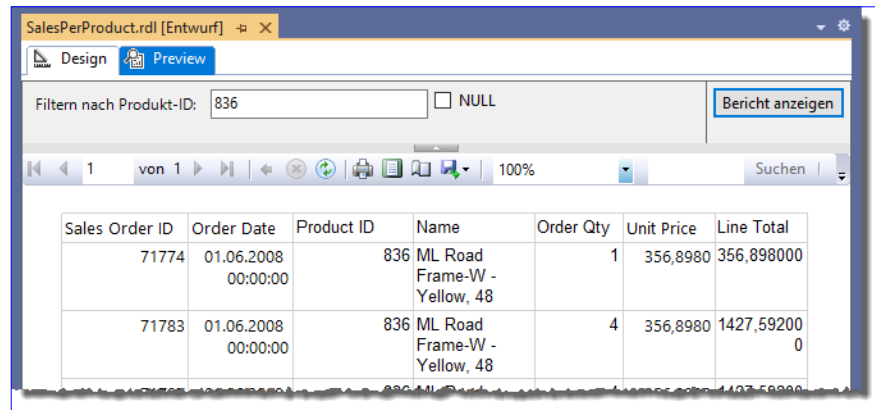 SalesPerProduct.rdl [Entwurf]
Design Preview
Filtern nach Produkt-ID: 836 NULL Bericht anzeigen
1 von 1 100% Suchen
Sales Order ID Order Date Product ID Name Order Qty Unit Price Line Total
71774 01.06.2008 836 ML Road 1 356,8980 356,898000
00:00:00 Frame-W -
Yellow, 48
71783 01.06.2008 836 ML Road 4 356,8980 1427,59200
00:00:00 Frame-W - 0
Yellow, 48